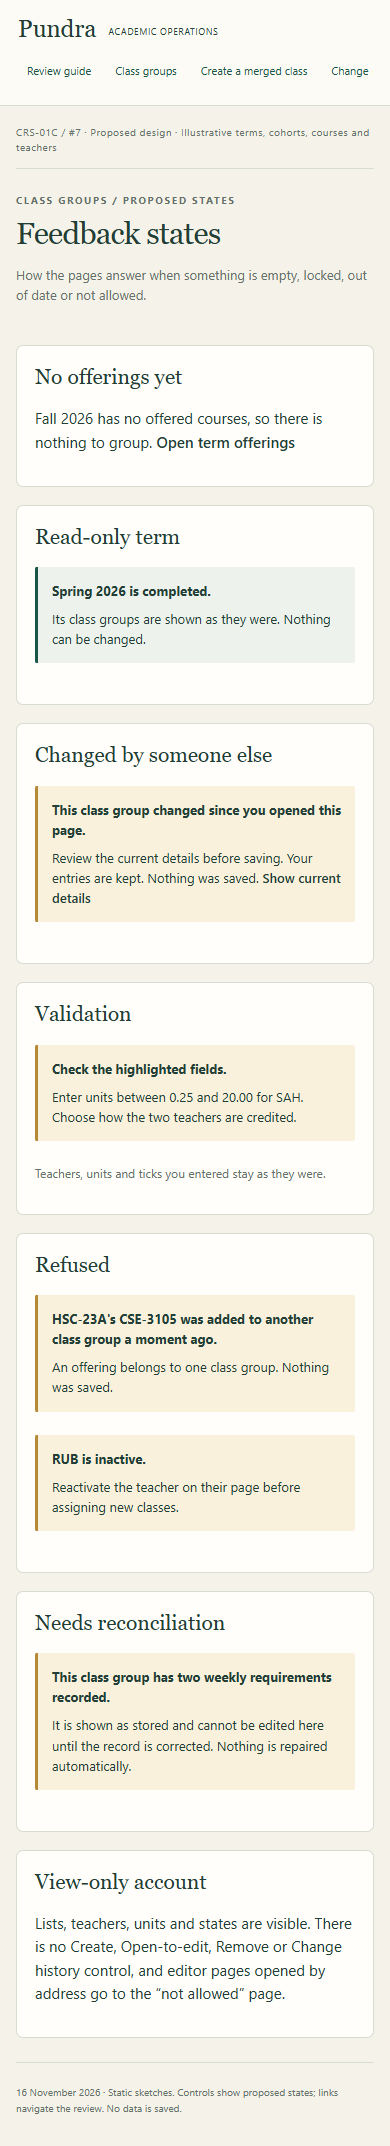 Pundra ACADEMIC OPERATIONS
Review guide Class groups Create a merged class Change
CRS-01C / #7 · Proposed design · Illustrative terms, cohorts, courses and
teachers
CLASS GROUPS / PROPOSED STATES
Feedback states
How the pages answer when something is empty, locked, out
of date or not allowed.
No offerings yet
Fall 2026 has no offered courses, so there is
nothing to group. Open term offerings
Read-only term
Spring 2026 is completed.
Its class groups are shown as they were. Nothing
can be changed.
Changed by someone else
This class group changed since you opened this
page.
Review the current details before saving. Your
entries are kept. Nothing was saved. Show current
details
Validation
Check the highlighted fields.
Enter units between 0.25 and 20.00 for SAH.
Choose how the two teachers are credited.
Teachers, units and ticks you entered stay as they were.
Refused
HSC-23A's CSE-3105 was added to another
class group a moment ago.
An offering belongs to one class group. Nothing
was saved.
RUB is inactive.
Reactivate the teacher on their page before
assigning new classes.
Needs reconciliation
This class group has two weekly requirements
recorded.
It is shown as stored and cannot be edited here
until the record is corrected. Nothing is repaired
automatically.
View-only account
Lists, teachers, units and states are visible. There
is no Create, Open-to-edit, Remove or Change
history control, and editor pages opened by
address go to the “not allowed” page.
16 November 2026 · Static sketches. Controls show proposed states; links
navigate the review. No data is saved.